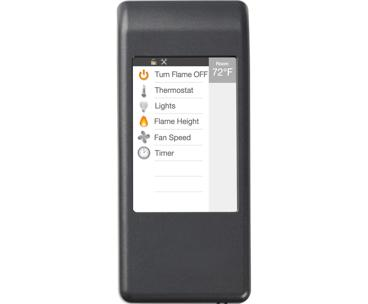 Room
72°F
Turn Flame OFF
Thermostat
Lights
Flame Height
Fan Speed
Timer